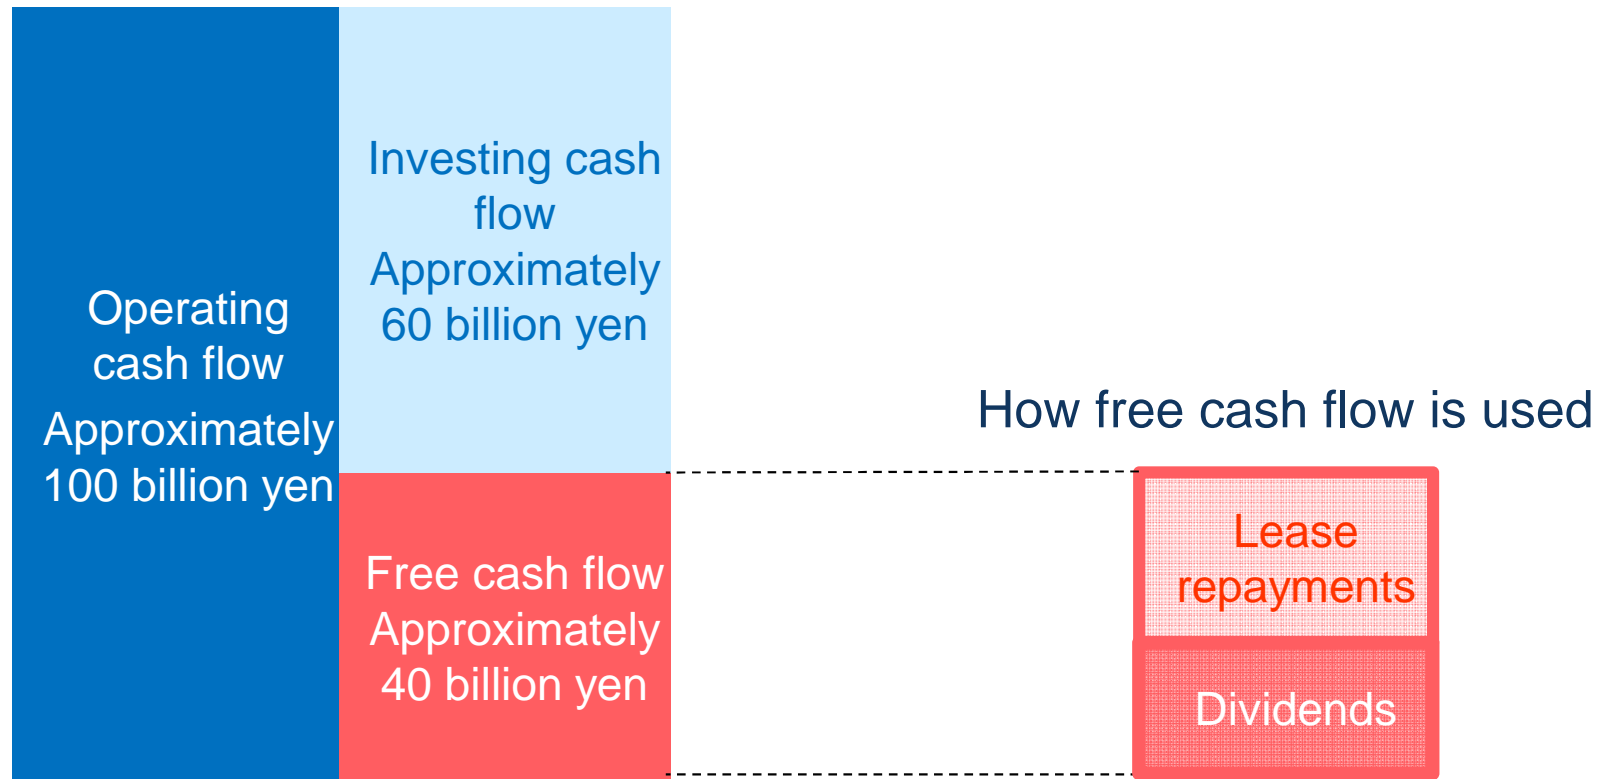 Operating
cash flow
Approximately
100 billion yen
Investing cash
flow
Approximately
60 billion yen
Free cash flow
Approximately
40 billion yen
How free cash flow is used
Lease
repayments
Dividends